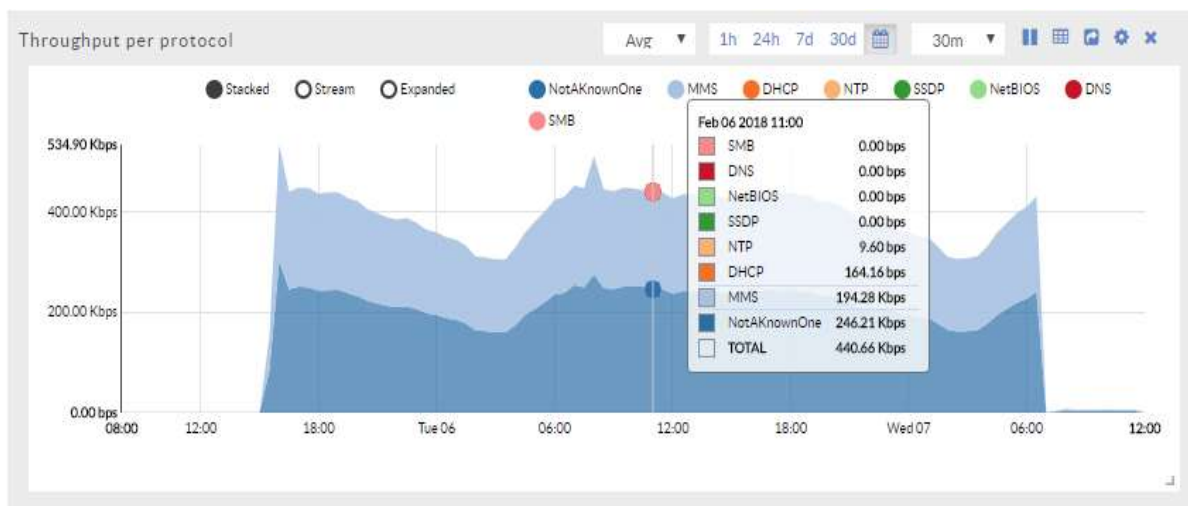 Throughput per protocol Avg ▼ 1h 24h 7d 30d 30m ▼
Stacked Stream Expanded NotAKnownOne MMS DHCP NTP SSDP NetBIOS DNS
SMB
Feb 06 2018 11:00
SMB 0.00 bps
DNS 0.00 bps
NetBIOS 0.00 bps
SSDP 0.00 bps
NTP 9.60 bps
DHCP 164.16 bps
MMS 194.28 Kbps
NotAKnownOne 246.21 Kbps
TOTAL 440.66 Kbps
534.90 Kbps
400.00 Kbps
200.00 Kbps
0.00 bps
08:00 12:00 18:00 Tue 06 06:00 12:00 18:00 Wed 07 06:00 12:00